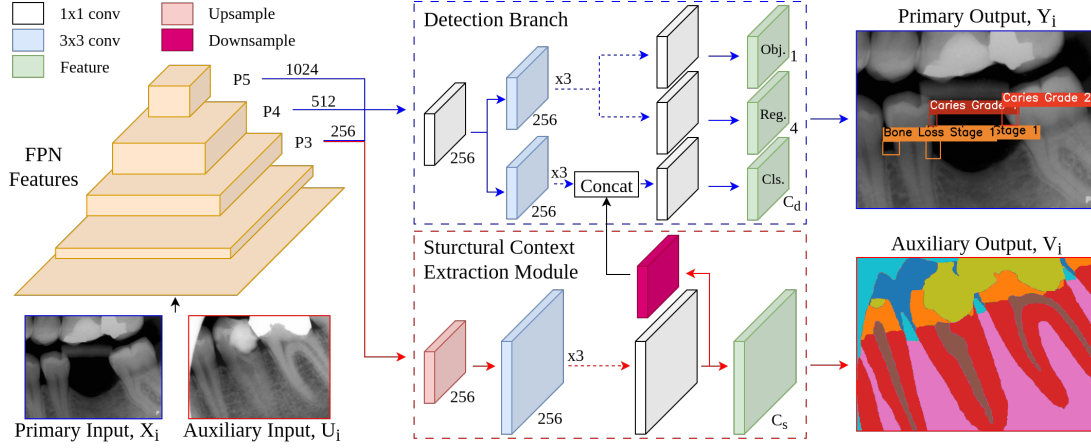 1x1 conv
3x3 conv
Feature
Upsample
Downsample
P5
1024
P4
512
P3
256
FPN
Features
Primary Input, Xi
Auxiliary Input, Ui
Detection Branch
256
x3
256
x3
256
Concat
Obj.
1
Reg.
4
Cls.
Cd
Sturctural Context
Extraction Module
256
x3
256
Cs
Primary Output, Yi
Caries Grade
Caries Grade 2
Bone Loss Stage 1
Stage 1
Auxiliary Output, Vi